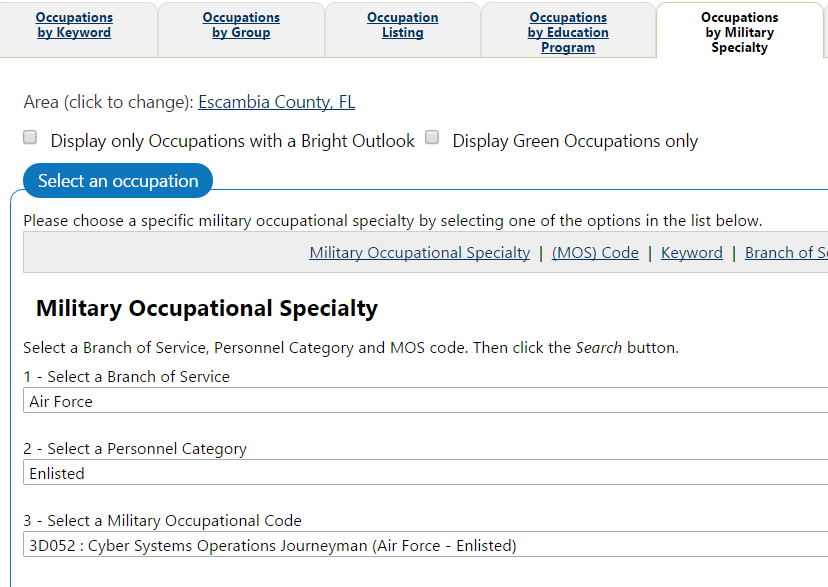 Occupations
by Keyword
Occupations
by Group
Occupation
Listing
Occupations
by Education
Program
Occupations
by Military
Specialty
Area (click to change): Escambia County, FL
Display only Occupations with a Bright Outlook Display Green Occupations only
Select an occupation
Please choose a specific military occupational specialty by selecting one of the options in the list below.
Military Occupational Specialty | (MOS) Code | Keyword | Branch of
Military Occupational Specialty
Select a Branch of Service, Personnel Category and MOS code. Then click the Search button.
1 - Select a Branch of Service
Air Force
2 - Select a Personnel Category
Enlisted
3 - Select a Military Occupational Code
3D052 : Cyber Systems Operations Journeyman (Air Force - Enlisted)